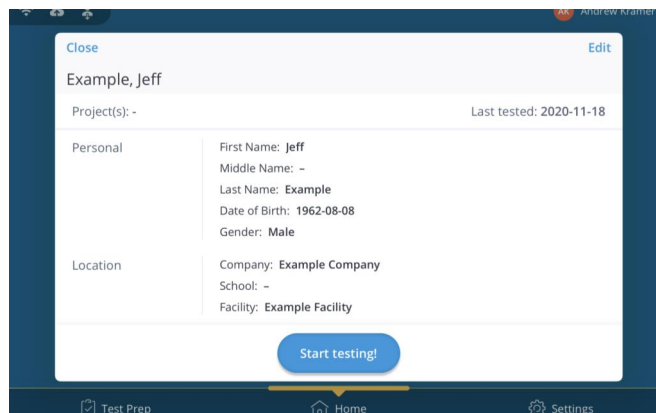 AK Andrew Kramer
Close Edit
Example, Jeff
Project(s): - Last tested: 2020-11-18
Personal First Name: Jeff
Middle Name: –
Last Name: Example
Date of Birth: 1962-08-08
Gender: Male
Location Company: Example Company
School: –
Facility: Example Facility
Start testing!
Test Prep Home Settings